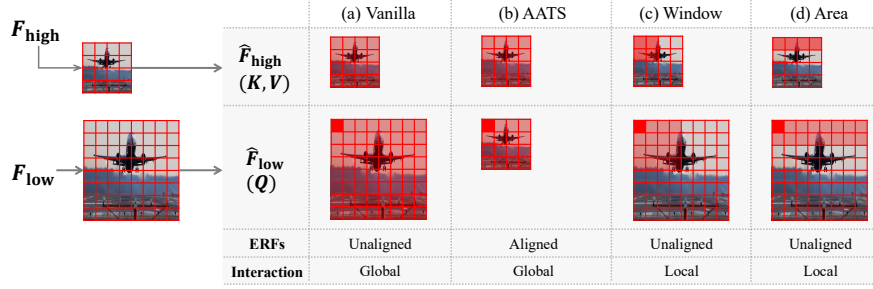 (a) Vanilla (b) AATS (c) Window (d) Area
F_high
F̂_high
(K, V)
F_low
F̂_low
(Q)
ERFs Unaligned Aligned Unaligned Unaligned
Interaction Global Global Local Local